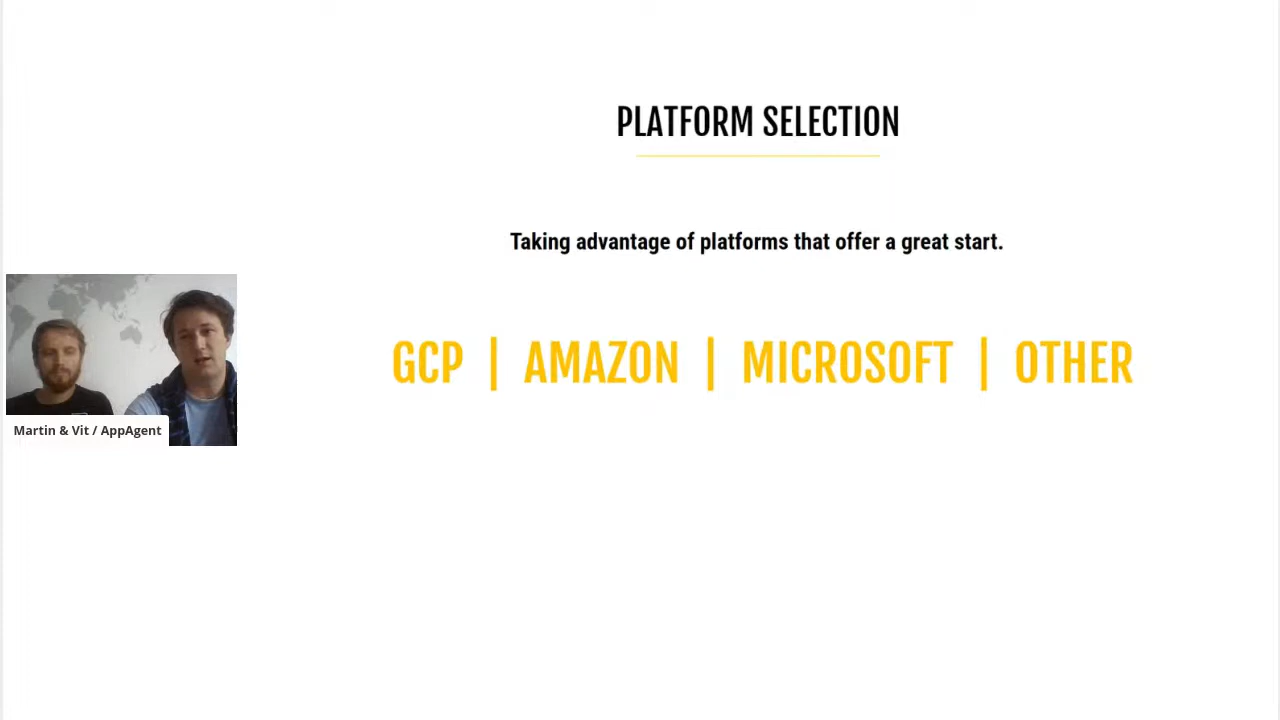 PLATFORM SELECTION
Taking advantage of platforms that offer a great start.
GCP | AMAZON | MICROSOFT | OTHER
Martin & Vit / AppAgent